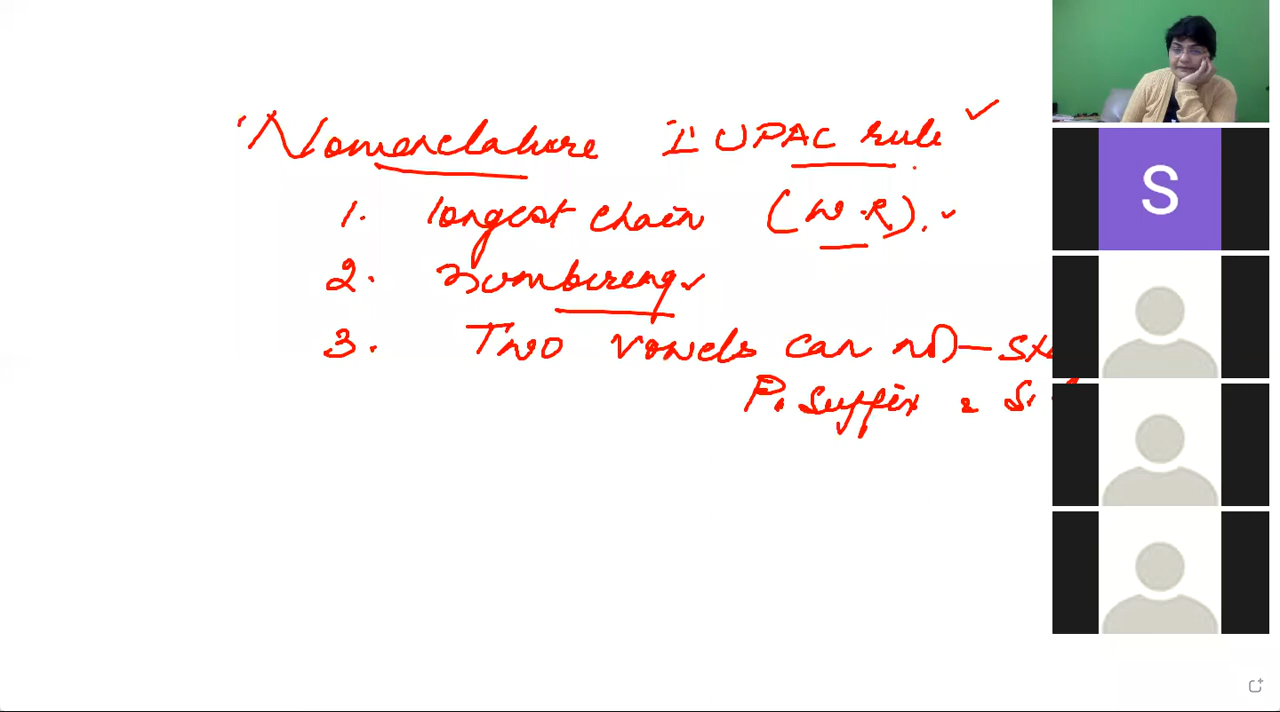 Nomenclature IUPAC rule
1. longest chain (W.R).
2. Numbering
3. Two vowels can not
P. Suffix & S.
S